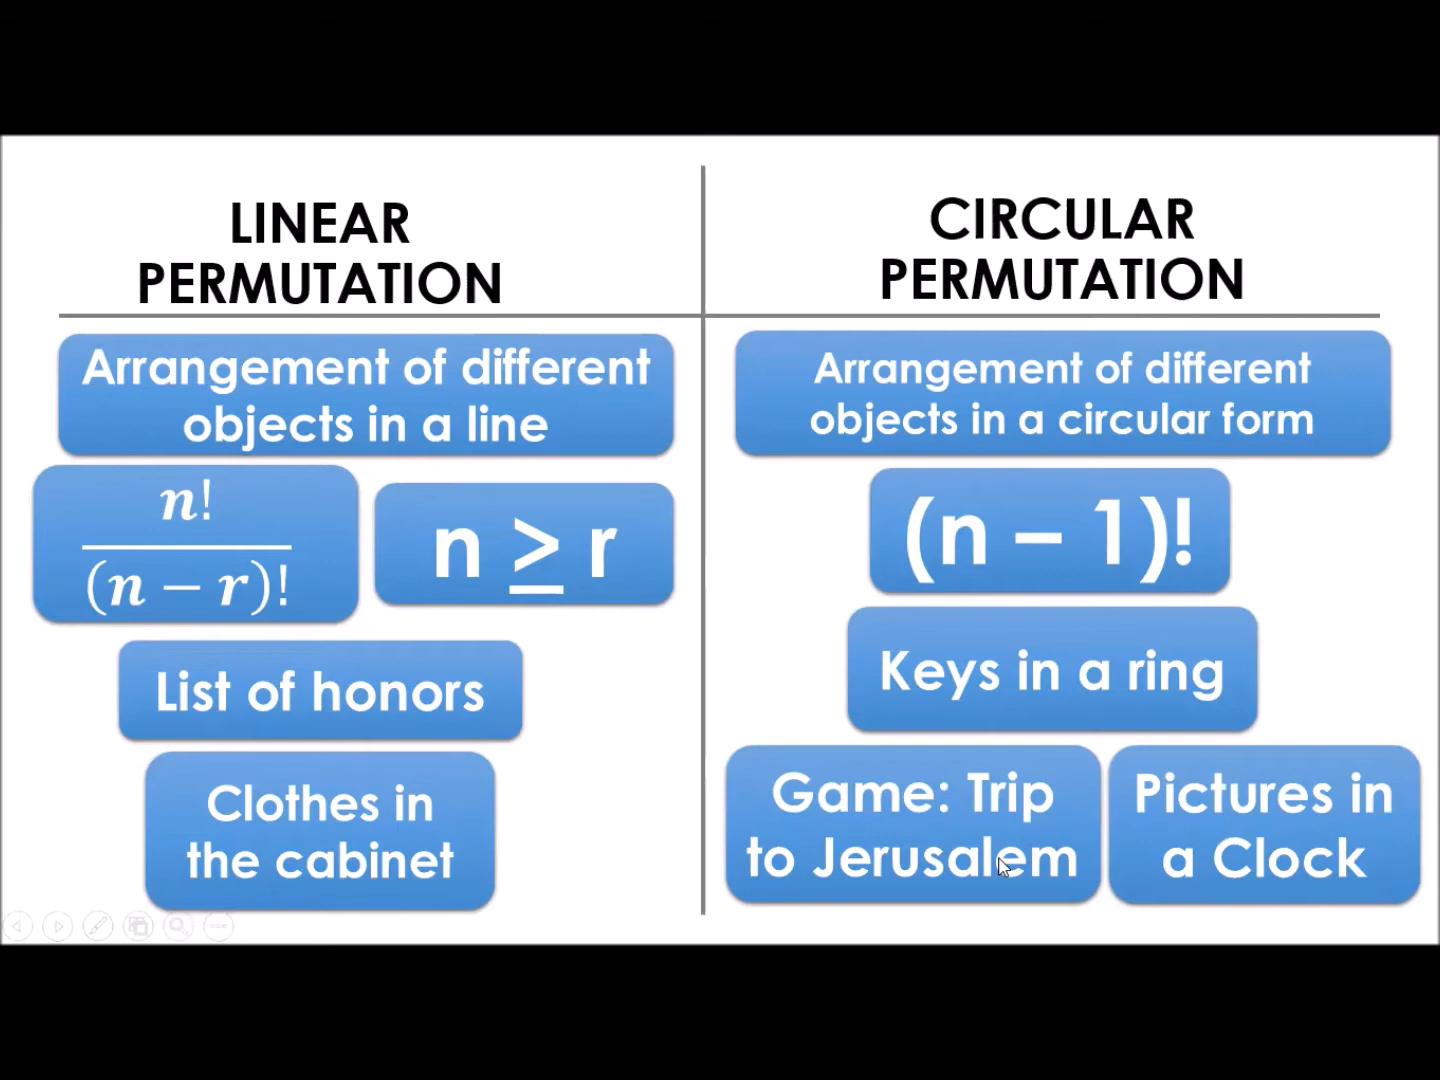 LINEAR
PERMUTATION
Arrangement of different
objects in a line
n!
(n − r)!
n ≥ r
List of honors
Clothes in
the cabinet
CIRCULAR
PERMUTATION
Arrangement of different
objects in a circular form
(n – 1)!
Keys in a ring
Game: Trip
to Jerusalem
Pictures in
a Clock